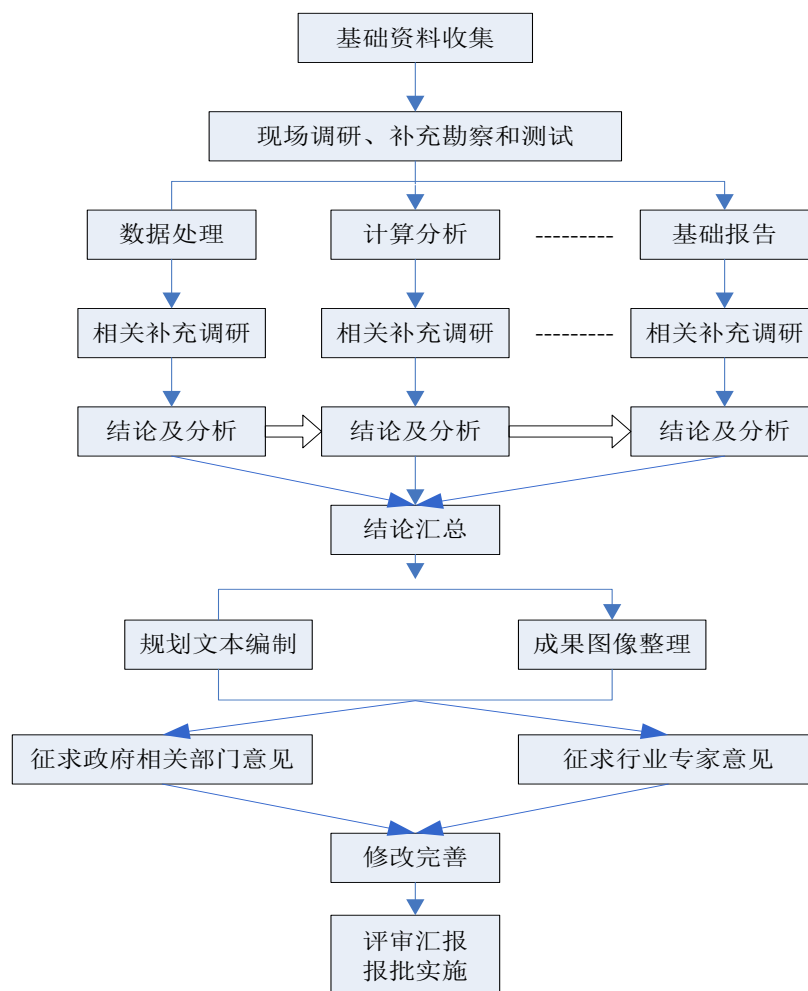 基础资料收集
现场调研、补充勘察和测试
数据处理
计算分析
---------
基础报告
相关补充调研
相关补充调研
---------
相关补充调研
结论及分析
结论及分析
结论及分析
结论汇总
规划文本编制
成果图像整理
征求政府相关部门意见
征求行业专家意见
修改完善
评审汇报
报批实施